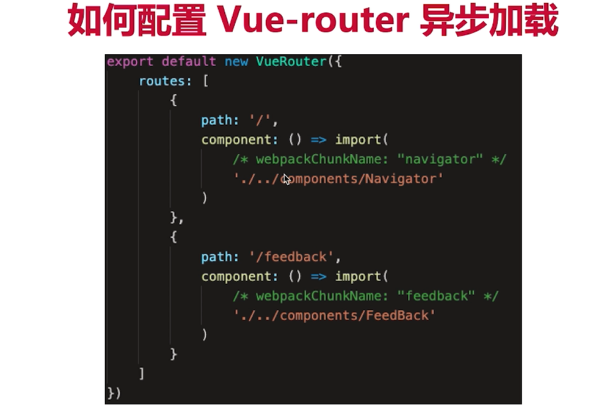 如何配置 Vue-router 异步加载
export default new VueRouter({
    routes: [
        {
            path: '/',
            component: () => import(
                /* webpackChunkName: "navigator" */
                './../components/Navigator'
            )
        },
        {
            path: '/feedback',
            component: () => import(
                /* webpackChunkName: "feedback" */
                './../components/FeedBack'
            )
        }
    ]
})